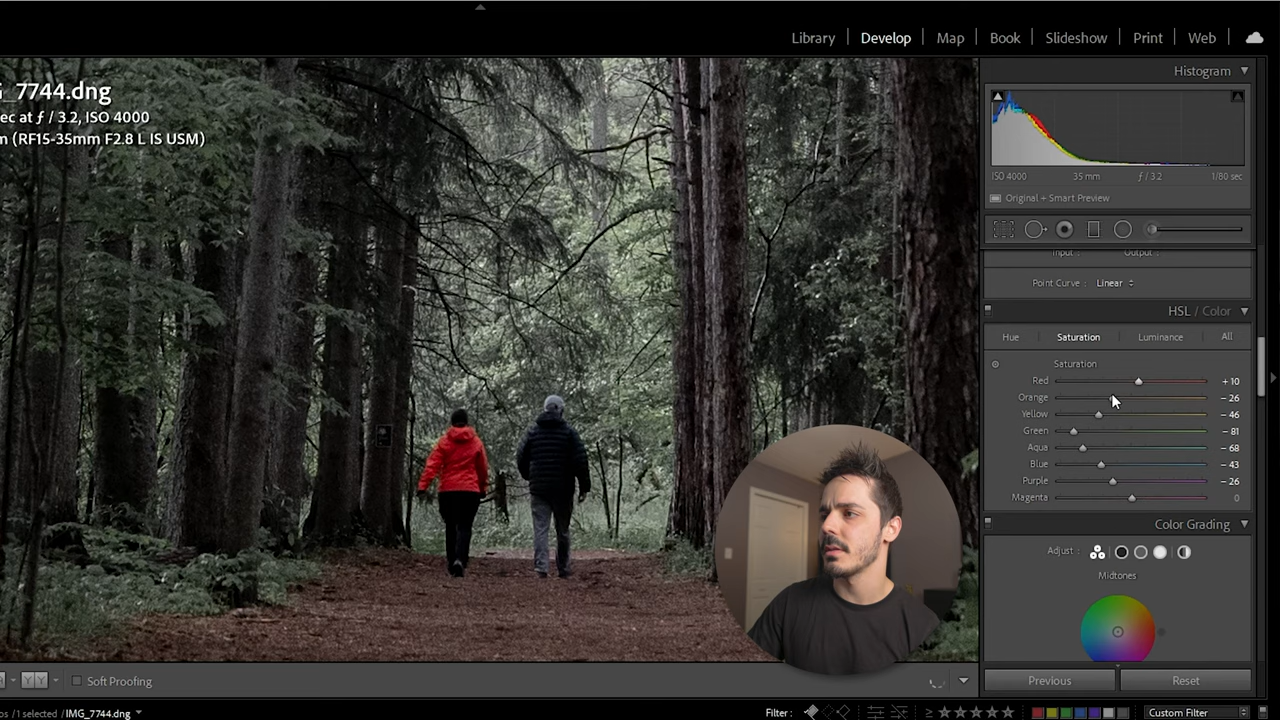 Library Develop Map Book Slideshow Print Web
G_7744.dng
ec at ƒ / 3.2, ISO 4000
m (RF15-35mm F2.8 L IS USM)
Histogram
ISO 4000 35 mm ƒ / 3.2 1/80 sec
Original + Smart Preview
Input : Output :
Point Curve : Linear
HSL / Color
Hue Saturation Luminance All
Saturation
Red + 10
Orange - 26
Yellow - 46
Green - 81
Aqua - 68
Blue - 43
Purple - 26
Magenta 0
Color Grading
Adjust :
Midtones
Previous Reset
Y Y Soft Proofing
os / 1 selected / IMG_7744.dng
Filter : ≥ Custom Filter